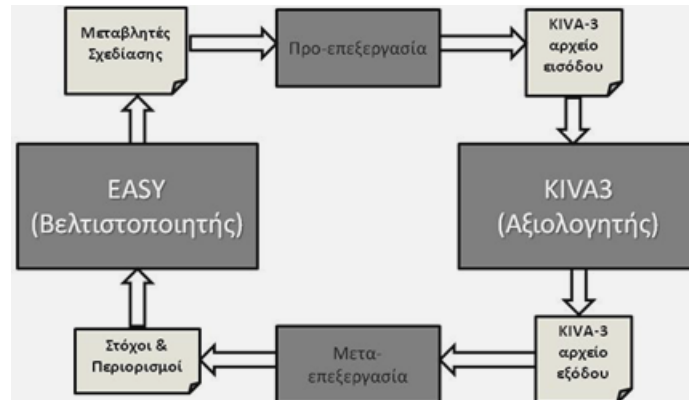 Μεταβλητές
Σχεδίασης
Προ-επεξεργασία
KIVA-3
αρχείο
εισόδου
EASY
(Βελτιστοποιητής)
KIVA3
(Αξιολογητής)
Στόχοι &
Περιορισμοί
Μετα-
επεξεργασία
KIVA-3
αρχείο
εξόδου